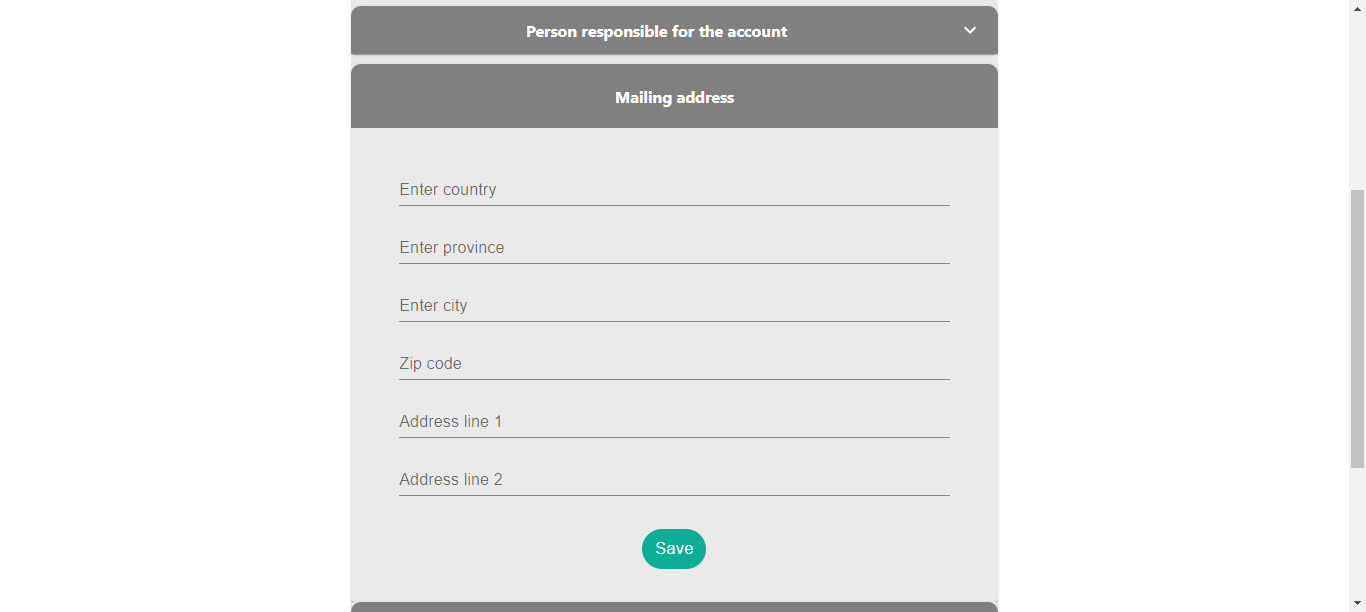 Person responsible for the account
Mailing address
Enter country
Enter province
Enter city
Zip code
Address line 1
Address line 2
Save